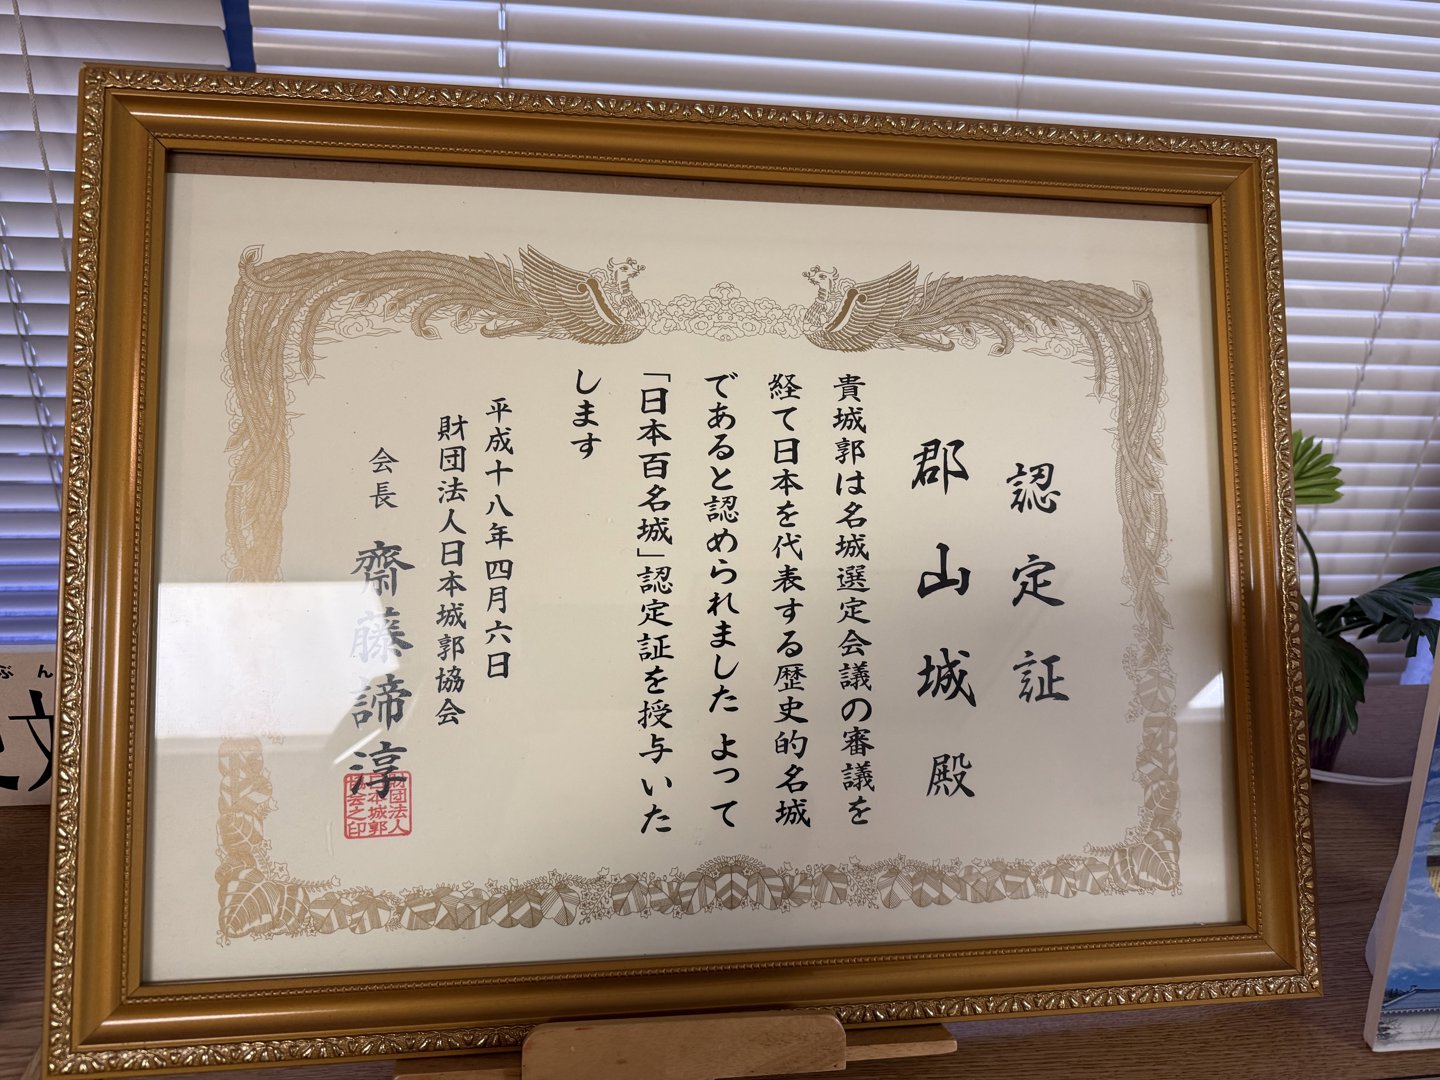 認定証
郡山城殿
貴城郭は名城選定会議の審議を
経て日本を代表する歴史的名城
であると認められました よって
「日本百名城」認定証を授与いた
します
平成十八年四月六日
財団法人日本城郭協会
会長 齋藤諦淳
財団法人
日本城郭
協会之印
ぶん
文